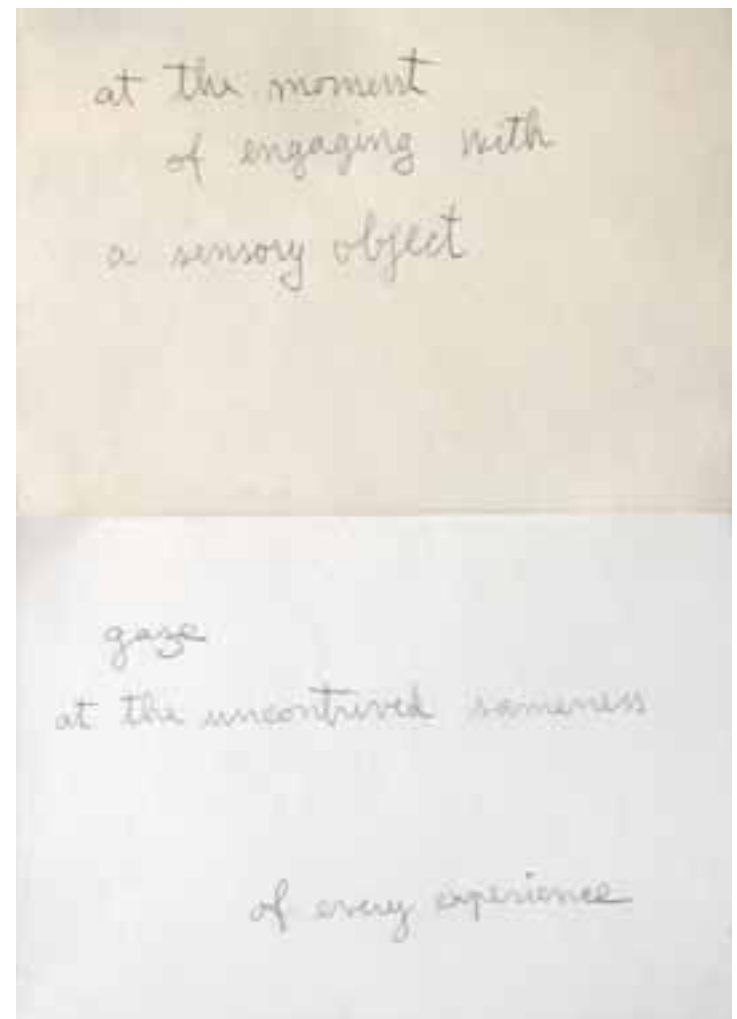 at the moment
of engaging with
a sensory object
gaze
at the uncontrived sameness
of every experience